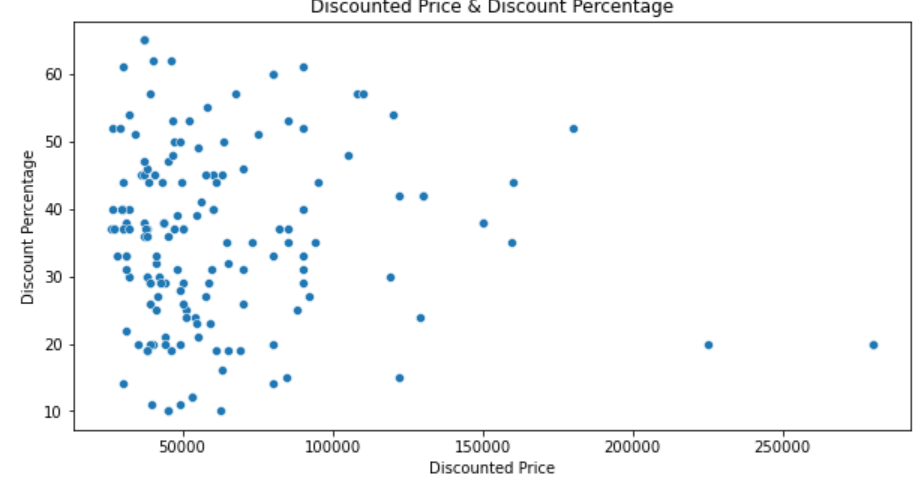 Discounted Price & Discount Percentage
60
50
40
30
20
10
Discount Percentage
50000 100000 150000 200000 250000
Discounted Price